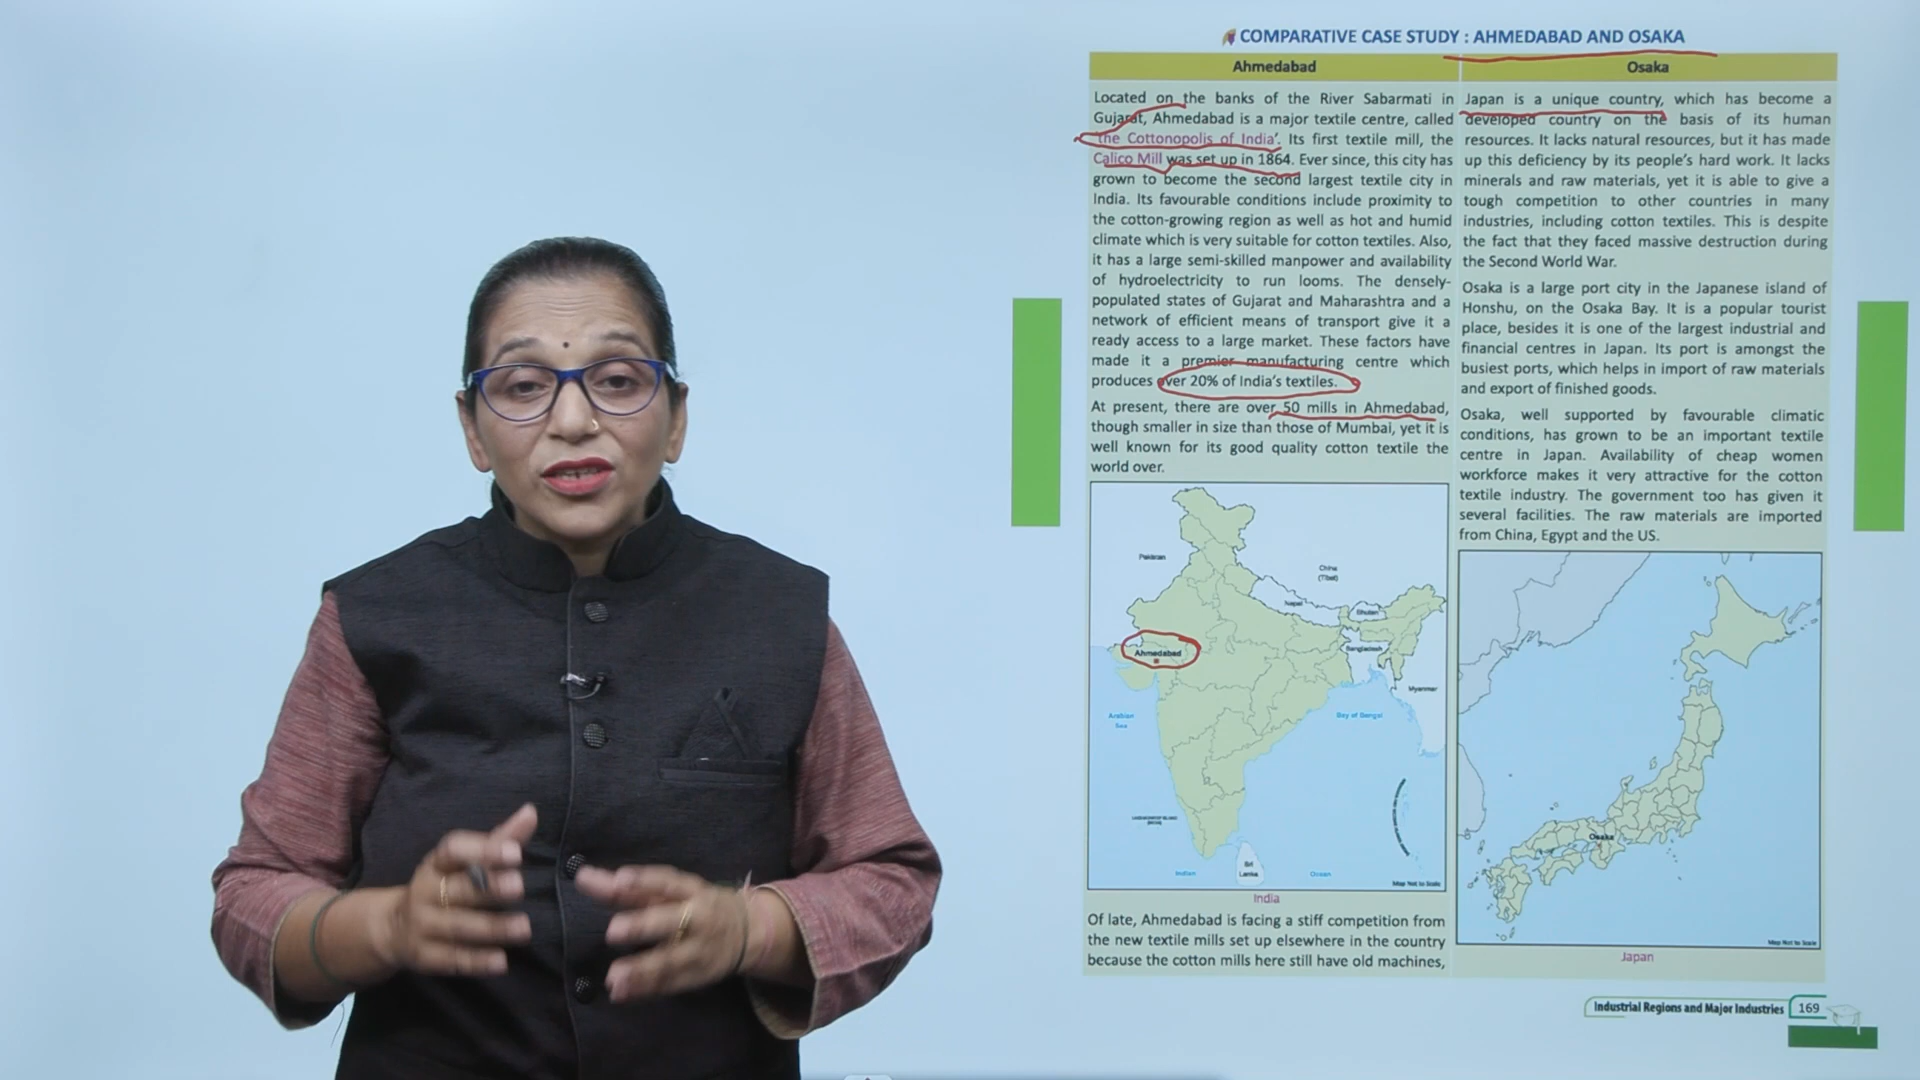 COMPARATIVE CASE STUDY : AHMEDABAD AND OSAKA
Ahmedabad
Located on the banks of the River Sabarmati in
Gujarat, Ahmedabad is a major textile centre, called
'the Cottonopolis of India'. Its first textile mill, the
Calico Mill was set up in 1864. Ever since, this city has
grown to become the second largest textile city in
India. Its favourable conditions include proximity to
the cotton-growing region as well as hot and humid
climate which is very suitable for cotton textiles. Also,
it has a large semi-skilled manpower and availability
of hydroelectricity to run looms. The densely-
populated states of Gujarat and Maharashtra and a
network of efficient means of transport give it a
ready access to a large market. These factors have
made it a premier manufacturing centre which
produces over 20% of India's textiles.
At present, there are over 50 mills in Ahmedabad,
though smaller in size than those of Mumbai, yet it is
well known for its good quality cotton textile the
world over.
Pakistan
China
(Tibet)
Nepal
Bhutan
Ahmedabad
Bangladesh
Myanmar
Arabian
Sea
Bay of Bengal
Sri
Lanka
Indian
Ocean
Map Not to Scale
India
Of late, Ahmedabad is facing a stiff competition from
the new textile mills set up elsewhere in the country
because the cotton mills here still have old machines,
Osaka
Japan is a unique country, which has become a
developed country on the basis of its human
resources. It lacks natural resources, but it has made
up this deficiency by its people's hard work. It lacks
minerals and raw materials, yet it is able to give a
tough competition to other countries in many
industries, including cotton textiles. This is despite
the fact that they faced massive destruction during
the Second World War.
Osaka is a large port city in the Japanese island of
Honshu, on the Osaka Bay. It is a popular tourist
place, besides it is one of the largest industrial and
financial centres in Japan. Its port is amongst the
busiest ports, which helps in import of raw materials
and export of finished goods.
Osaka, well supported by favourable climatic
conditions, has grown to be an important textile
centre in Japan. Availability of cheap women
workforce makes it very attractive for the cotton
textile industry. The government too has given it
several facilities. The raw materials are imported
from China, Egypt and the US.
Osaka
Map Not to Scale
Japan
Industrial Regions and Major Industries 169